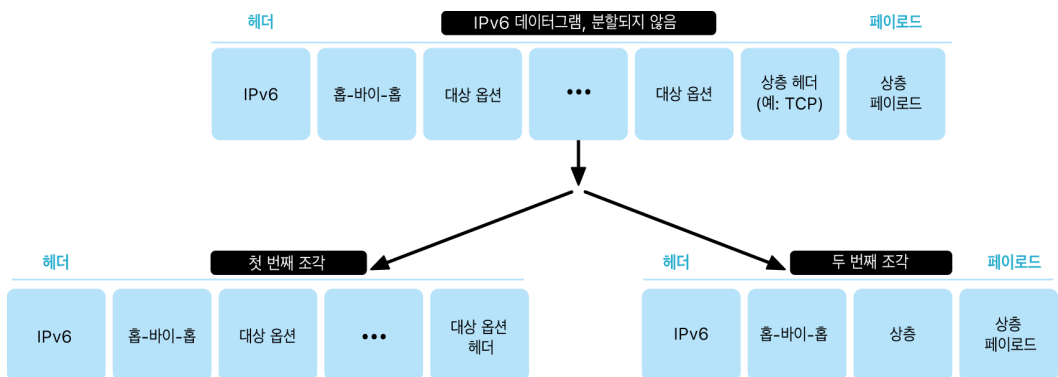 헤더
IPv6 데이터그램, 분할되지 않음
페이로드
IPv6
홉-바이-홉
대상 옵션
•••
대상 옵션
상층 헤더
(예: TCP)
상층
페이로드
헤더
첫 번째 조각
IPv6
홉-바이-홉
대상 옵션
•••
대상 옵션
헤더
헤더
두 번째 조각
페이로드
IPv6
홉-바이-홉
상층
상층
페이로드